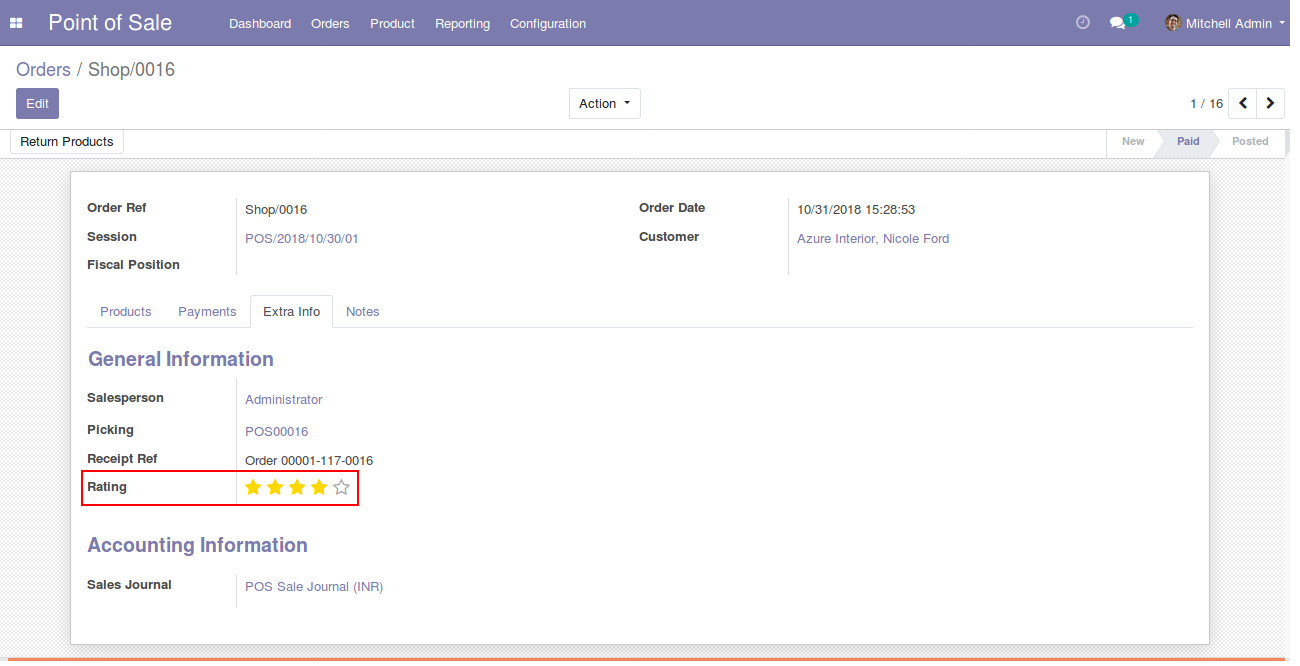 Point of Sale Dashboard Orders Product Reporting Configuration 1 Mitchell Admin
Orders / Shop/0016
Edit Action 1 / 16
Return Products New Paid Posted
Order Ref Shop/0016 Order Date 10/31/2018 15:28:53
Session POS/2018/10/30/01 Customer Azure Interior, Nicole Ford
Fiscal Position
Products Payments Extra Info Notes
General Information
Salesperson Administrator
Picking POS00016
Receipt Ref Order 00001-117-0016
Rating
Accounting Information
Sales Journal POS Sale Journal (INR)